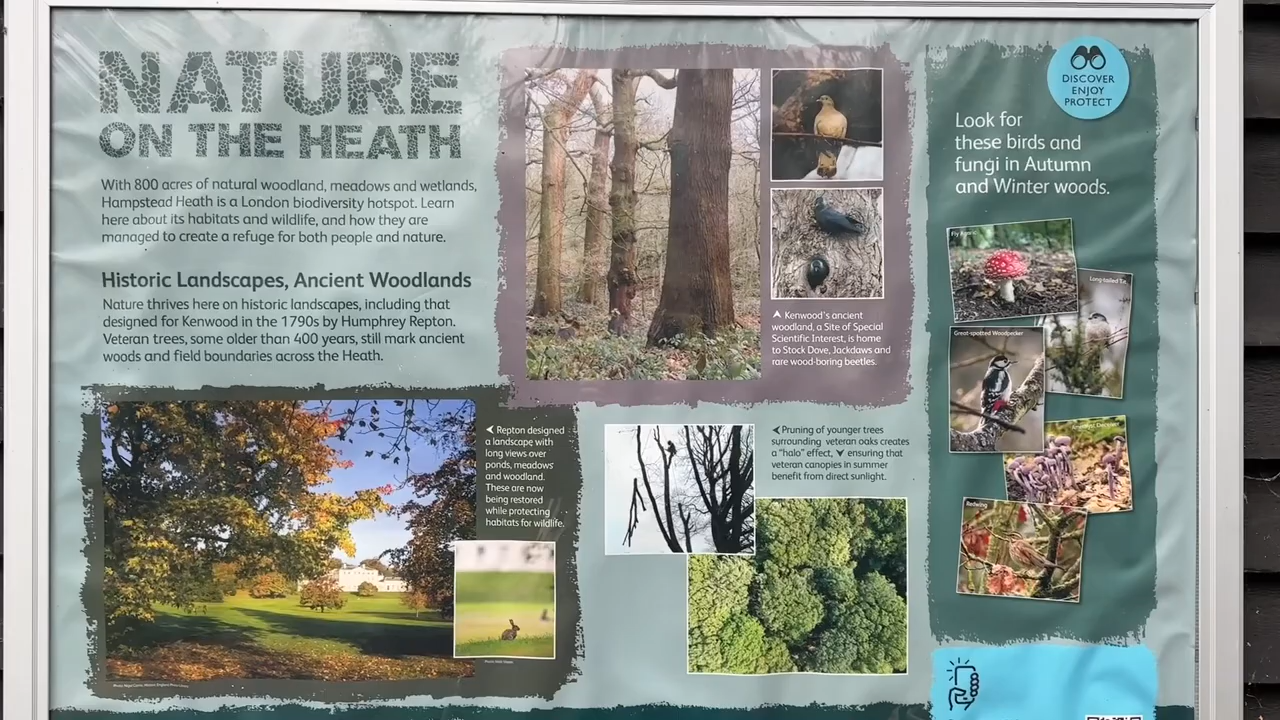 NATURE
ON THE HEATH
With 800 acres of natural woodland, meadows and wetlands,
Hampstead Heath is a London biodiversity hotspot. Learn
here about its habitats and wildlife, and how they are
managed to create a refuge for both people and nature.
Historic Landscapes, Ancient Woodlands
Nature thrives here on historic landscapes, including that
designed for Kenwood in the 1790s by Humphrey Repton.
Veteran trees, some older than 400 years, still mark ancient
woods and field boundaries across the Heath.
Repton designed
a landscape with
long views over
ponds, meadows
and woodland.
These are now
being restored
while protecting
habitats for wildlife.
Kenwood's ancient
woodland, a Site of Special
Scientific Interest, is home
to Stock Dove, Jackdaws and
rare wood-boring beetles.
Pruning of younger trees
surrounding veteran oaks creates
a "halo" effect, ensuring that
veteran canopies in summer
benefit from direct sunlight.
DISCOVER
ENJOY
PROTECT
Look for
these birds and
fungi in Autumn
and Winter woods.
Fly Agaric
Long-tailed Tit
Great-spotted Woodpecker
Amethyst Deceiver
Redwing